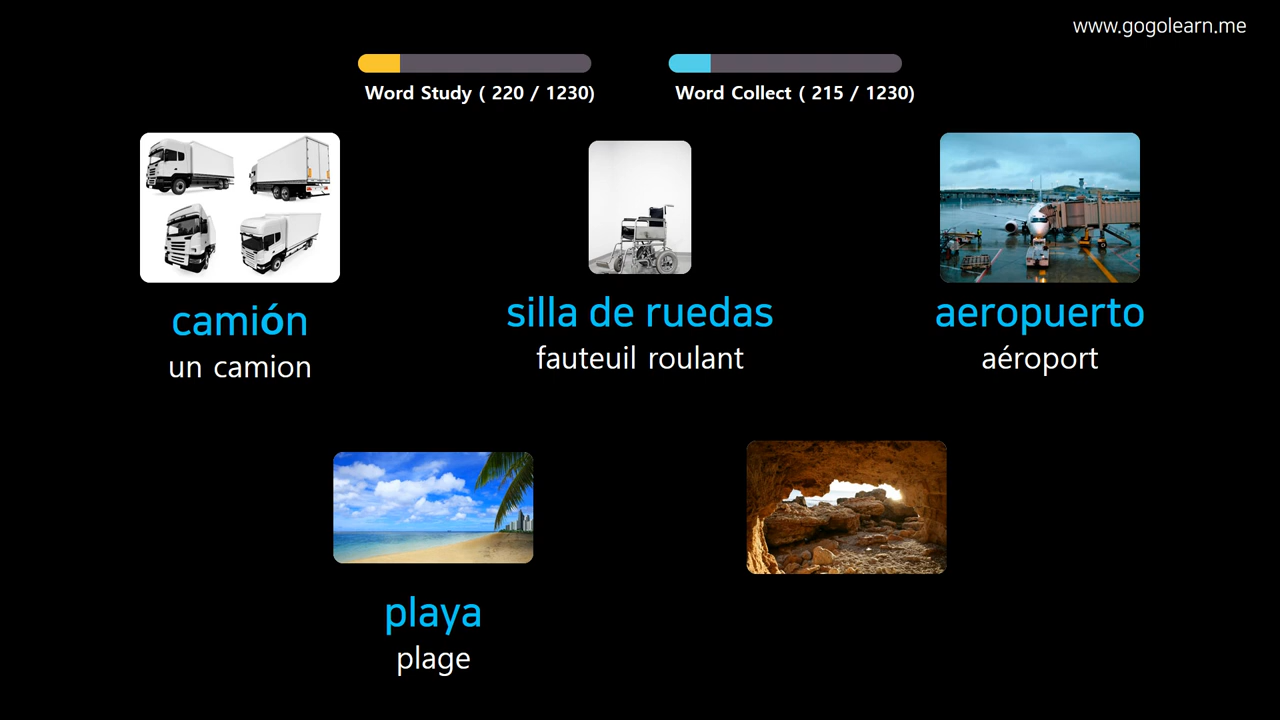 www.gogolearn.me
Word Study ( 220 / 1230)
Word Collect ( 215 / 1230)
camión
un camion
silla de ruedas
fauteuil roulant
aeropuerto
aéroport
playa
plage